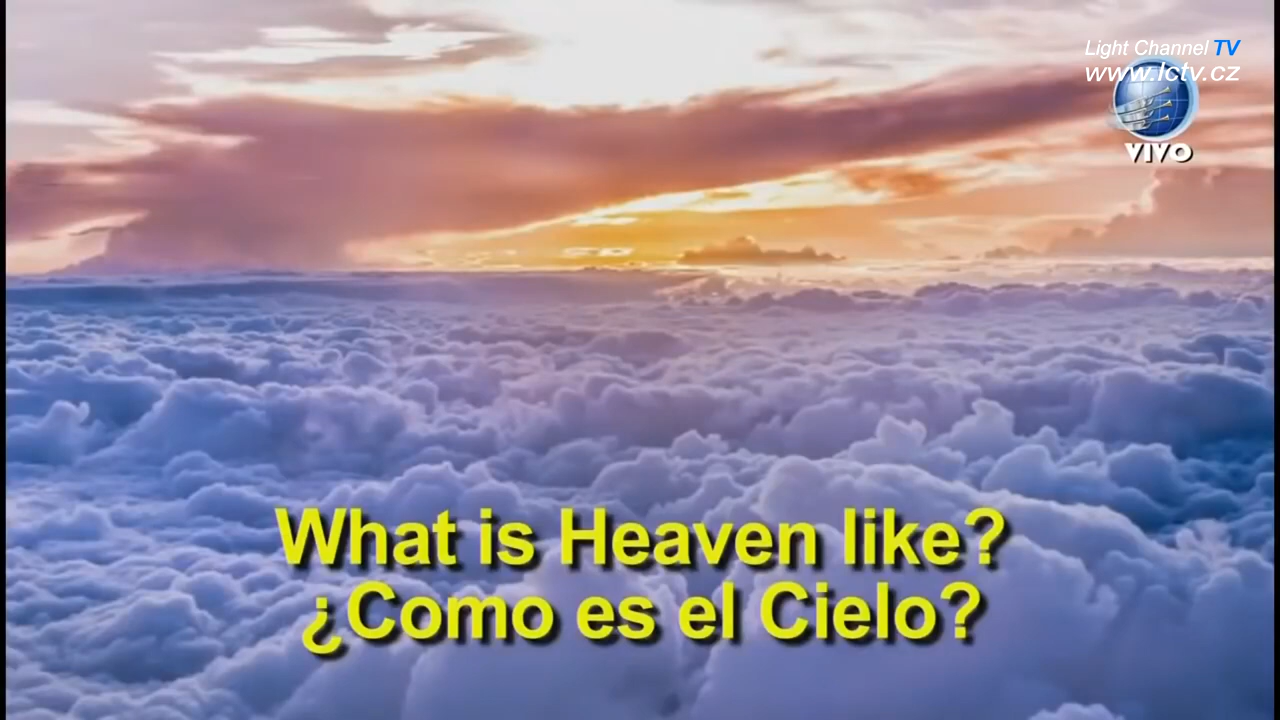 Light Channel TV
www.lctv.cz
VIVO
What is Heaven like?
¿Como es el Cielo?